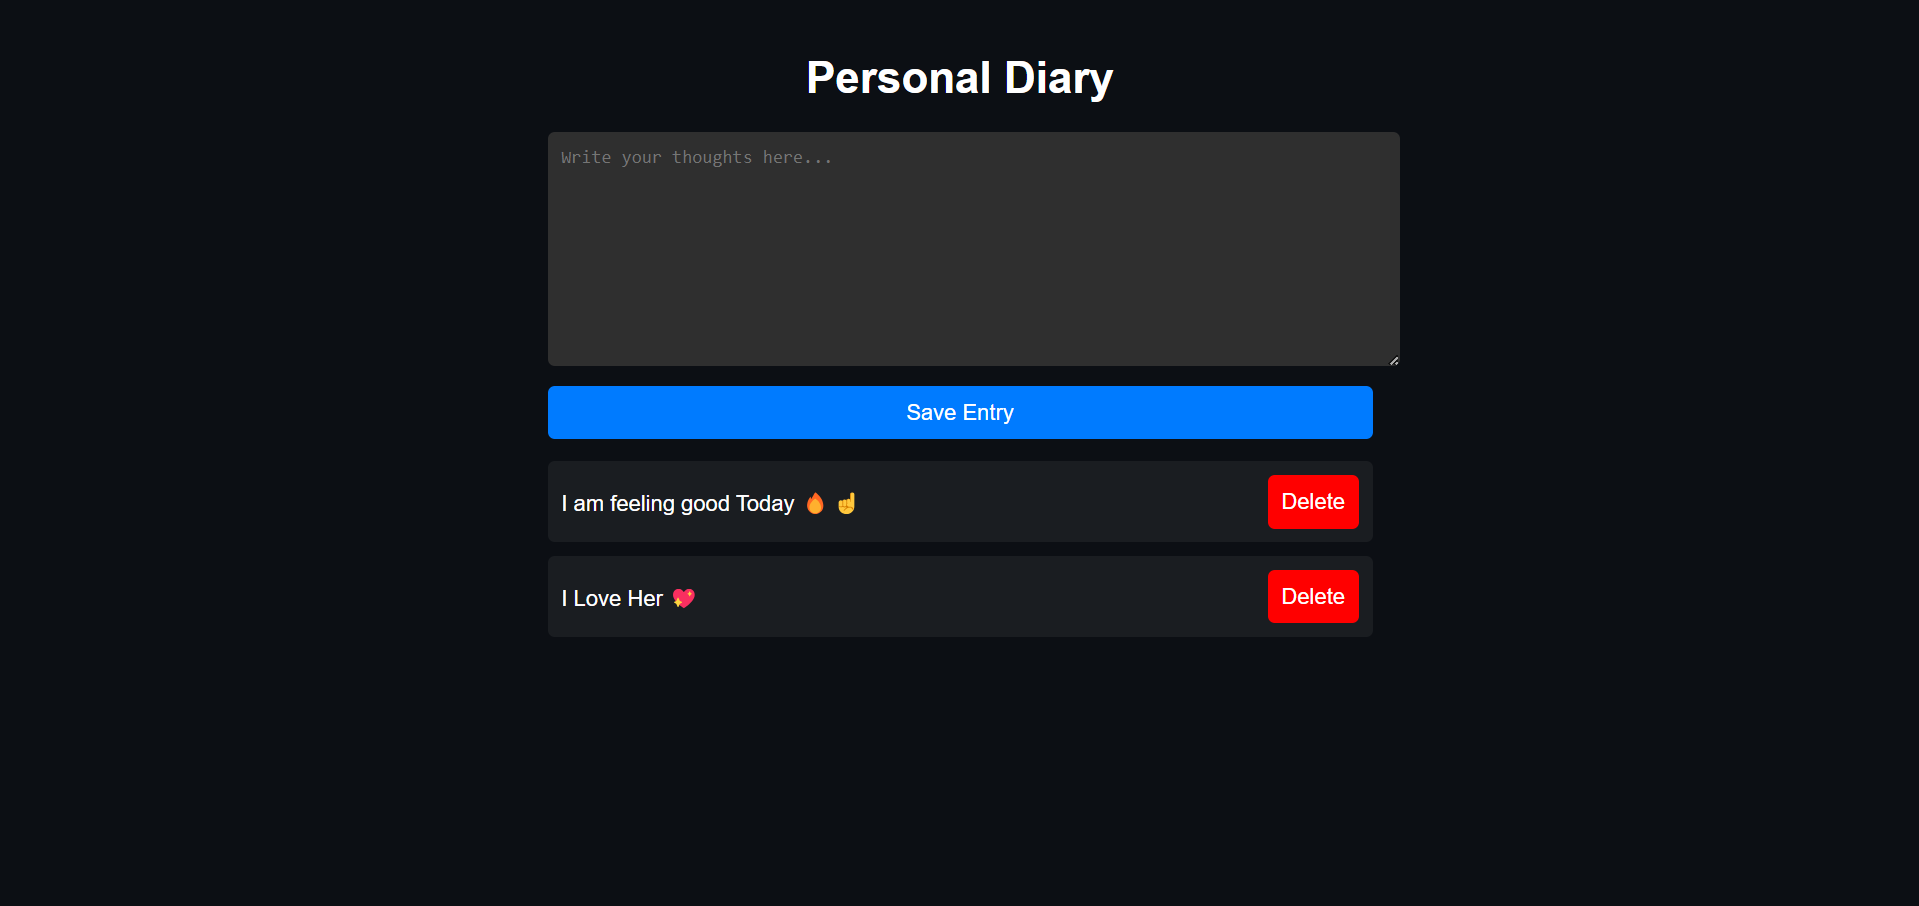 Personal Diary
Write your thoughts here...
Save Entry
I am feeling good Today 🔥 ☝️
Delete
I Love Her 💖
Delete